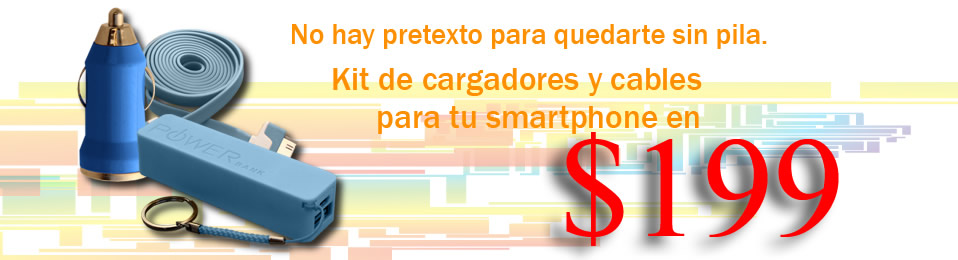 No hay pretexto para quedarte sin pila.
Kit de cargadores y cables
para tu smartphone en
$199
POWER
BANK